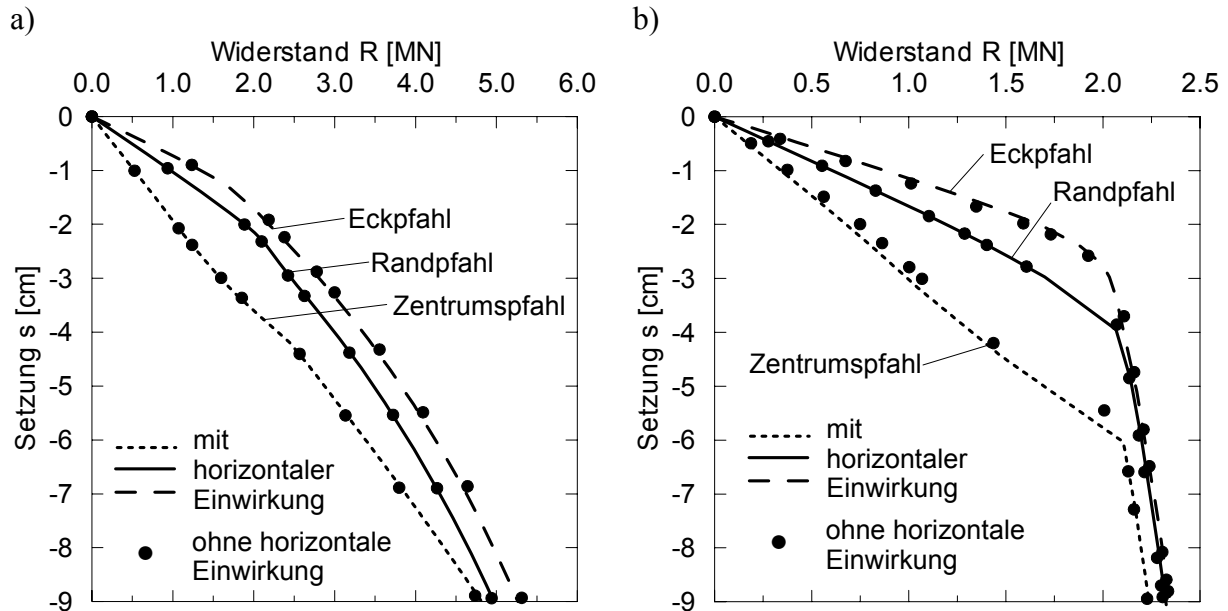 a)
Widerstand R [MN]
0.0 1.0 2.0 3.0 4.0 5.0 6.0
Setzung s [cm]
0
-1
-2
-3
-4
-5
-6
-7
-8
-9
Eckpfahl
Randpfahl
Zentrumspfahl
mit
horizontaler
Einwirkung
ohne horizontale
Einwirkung
b)
Widerstand R [MN]
0.0 0.5 1.0 1.5 2.0 2.5
Setzung s [cm]
0
-1
-2
-3
-4
-5
-6
-7
-8
-9
Eckpfahl
Randpfahl
Zentrumspfahl
mit
horizontaler
Einwirkung
ohne horizontale
Einwirkung